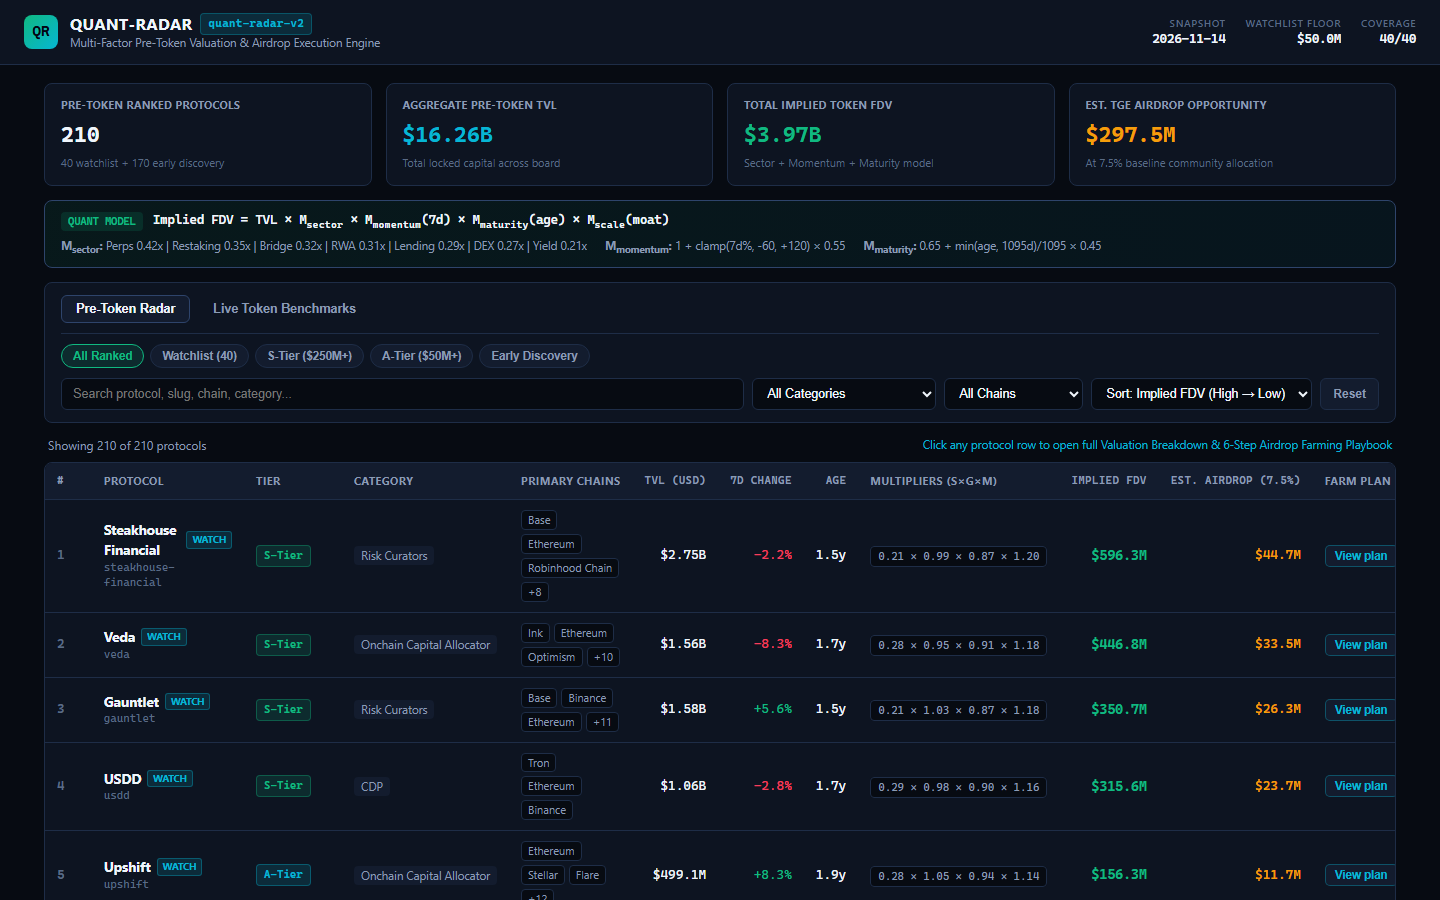 QR
QUANT-RADAR quant-radar-v2
Multi-Factor Pre-Token Valuation & Airdrop Execution Engine
SNAPSHOT
2026-11-14
WATCHLIST FLOOR
$50.0M
COVERAGE
40/40
PRE-TOKEN RANKED PROTOCOLS
210
40 watchlist + 170 early discovery
AGGREGATE PRE-TOKEN TVL
$16.26B
Total locked capital across board
TOTAL IMPLIED TOKEN FDV
$3.97B
Sector + Momentum + Maturity model
EST. TGE AIRDROP OPPORTUNITY
$297.5M
At 7.5% baseline community allocation
QUANT MODEL Implied FDV = TVL × Msector × Mmomentum(7d) × Mmaturity(age) × Mscale(moat)
Msector: Perps 0.42x | Restaking 0.35x | Bridge 0.32x | RWA 0.31x | Lending 0.29x | DEX 0.27x | Yield 0.21x Mmomentum: 1 + clamp(7d%, -60, +120) × 0.55 Mmaturity: 0.65 + min(age, 1095d)/1095 × 0.45
Pre-Token Radar Live Token Benchmarks
All Ranked Watchlist (40) S-Tier ($250M+) A-Tier ($50M+) Early Discovery
Search protocol, slug, chain, category... All Categories All Chains Sort: Implied FDV (High → Low) Reset
Showing 210 of 210 protocols
Click any protocol row to open full Valuation Breakdown & 6-Step Airdrop Farming Playbook
# PROTOCOL TIER CATEGORY PRIMARY CHAINS TVL (USD) 7D CHANGE AGE MULTIPLIERS (S×G×M) IMPLIED FDV EST. AIRDROP (7.5%) FARM PLAN
1
Steakhouse
Financial
WATCH
steakhouse-
financial
S-Tier
Risk Curators
Base
Ethereum
Robinhood Chain
+8
$2.75B
-2.2%
1.5y
0.21 × 0.99 × 0.87 × 1.20
$596.3M
$44.7M
View plan
2
Veda WATCH
veda
S-Tier
Onchain Capital Allocator
Ink Ethereum
Optimism +10
$1.56B
-8.3%
1.7y
0.28 × 0.95 × 0.91 × 1.18
$446.8M
$33.5M
View plan
3
Gauntlet WATCH
gauntlet
S-Tier
Risk Curators
Base Binance
Ethereum +11
$1.58B
+5.6%
1.5y
0.21 × 1.03 × 0.87 × 1.18
$350.7M
$26.3M
View plan
4
USDD WATCH
usdd
S-Tier
CDP
Tron
Ethereum
Binance
$1.06B
-2.8%
1.7y
0.29 × 0.98 × 0.90 × 1.16
$315.6M
$23.7M
View plan
5
Upshift WATCH
upshift
A-Tier
Onchain Capital Allocator
Ethereum
Stellar Flare
+12
$499.1M
+8.3%
1.9y
0.28 × 1.05 × 0.94 × 1.14
$156.3M
$11.7M
View plan